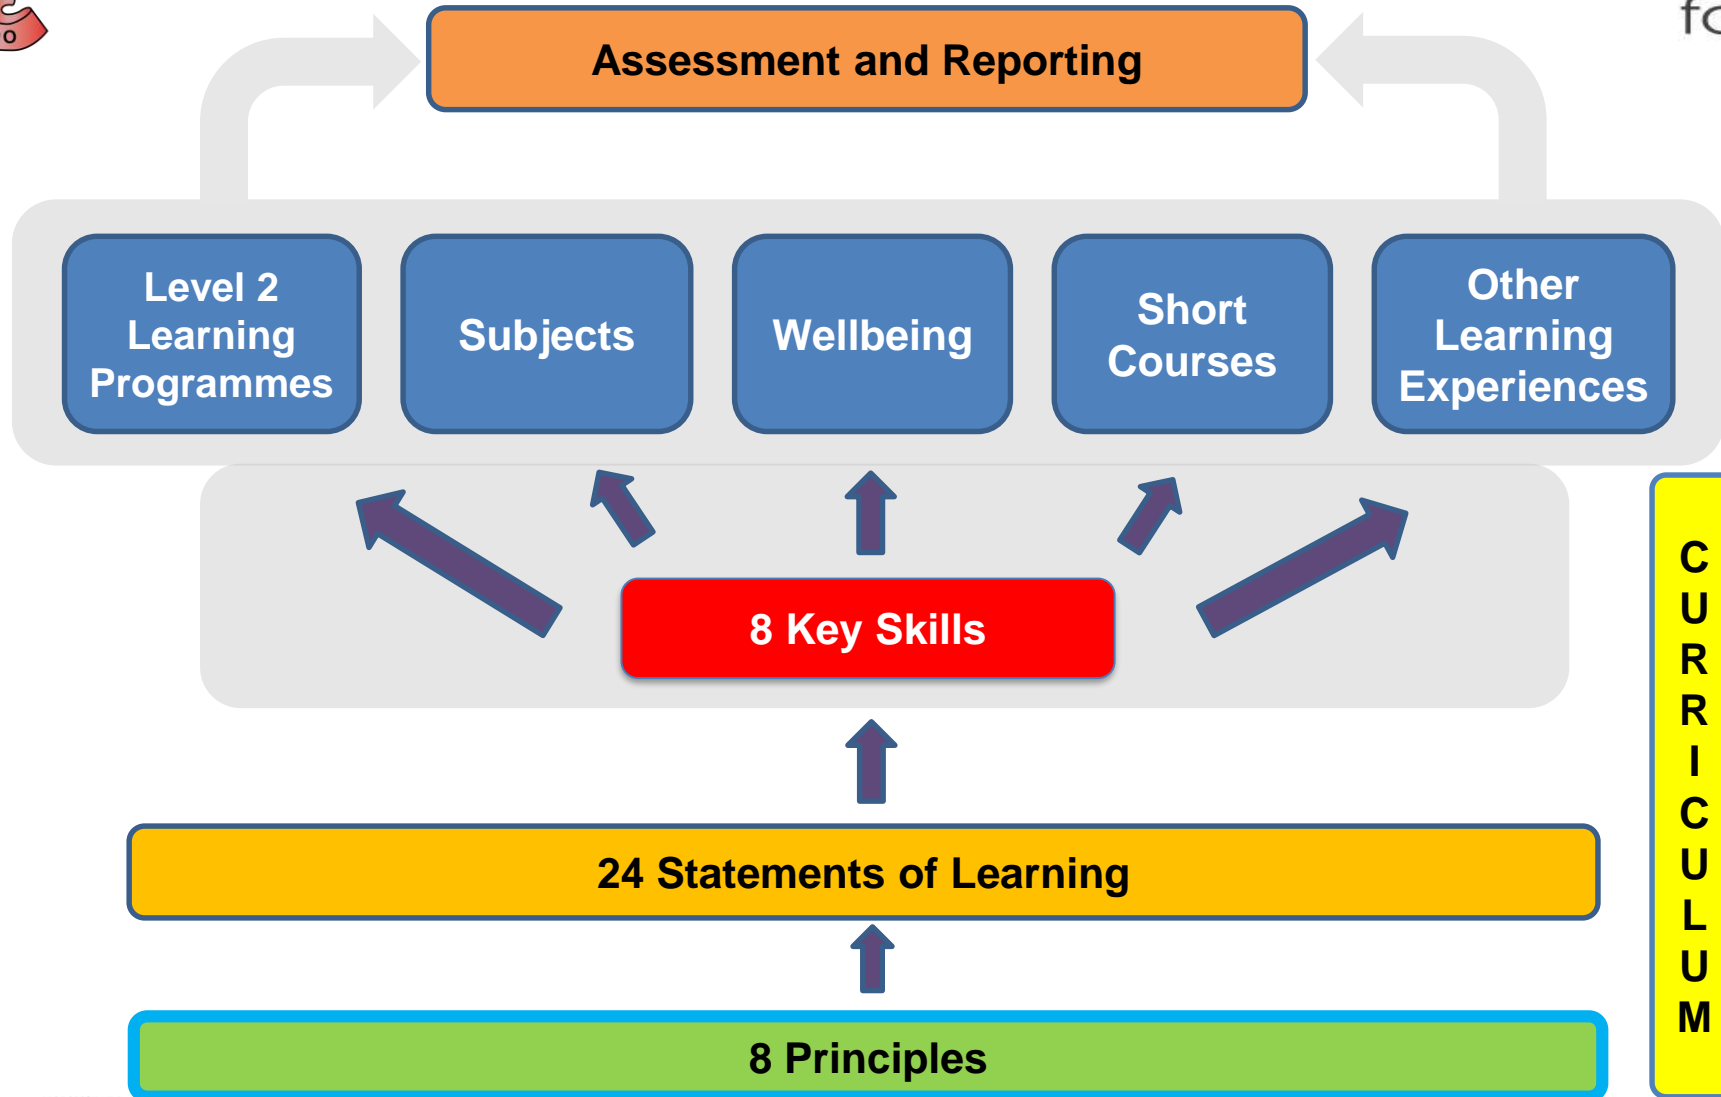 Assessment and Reporting
Level 2
Learning
Programmes
Subjects
Wellbeing
Short
Courses
Other
Learning
Experiences
8 Key Skills
24 Statements of Learning
8 Principles
C
U
R
R
I
C
U
L
U
M